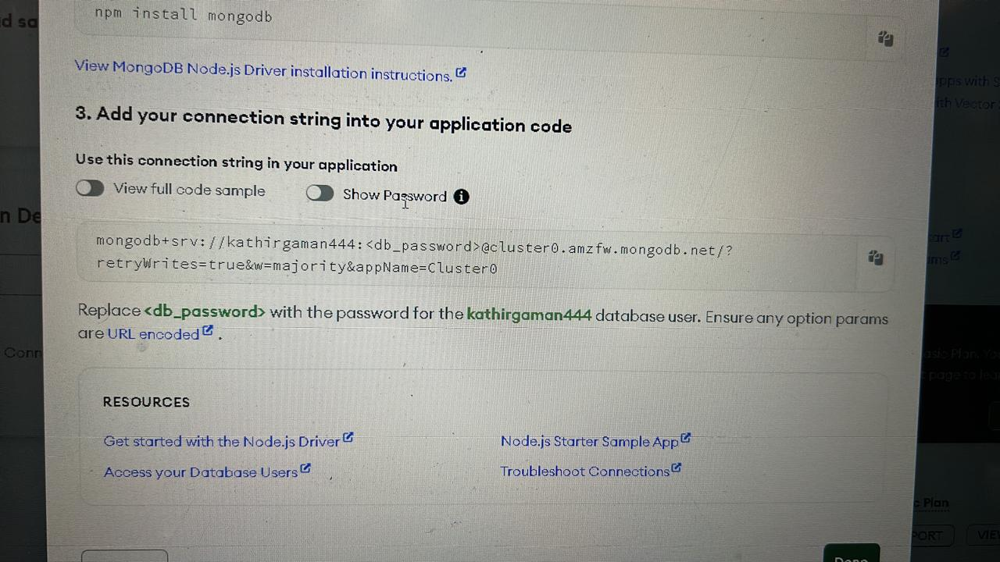 npm install mongodb
View MongoDB Node.js Driver installation instructions.
3. Add your connection string into your application code
Use this connection string in your application
View full code sample
Show Password
mongodb+srv://kathirgaman444:<db_password>@cluster0.amzfw.mongodb.net/?
retryWrites=true&w=majority&appName=Cluster0
Replace <db_password> with the password for the kathirgaman444 database user. Ensure any option params
are URL encoded .
RESOURCES
Get started with the Node.js Driver
Node.js Starter Sample App
Access your Database Users
Troubleshoot Connections
Done
Plan